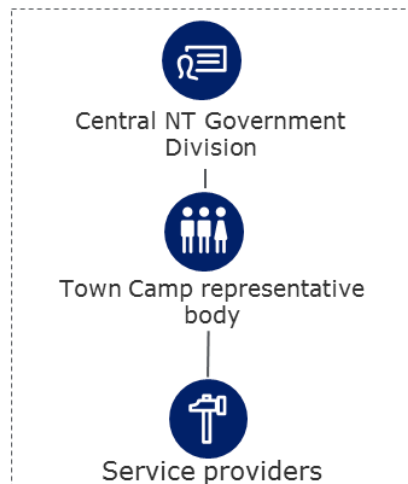 Central NT Government
Division
Town Camp representative
body
Service providers